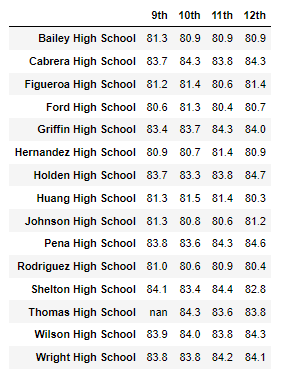 9th 10th 11th 12th
Bailey High School 81.3 80.9 80.9 80.9
Cabrera High School 83.7 84.3 83.8 84.3
Figueroa High School 81.2 81.4 80.6 81.4
Ford High School 80.6 81.3 80.4 80.7
Griffin High School 83.4 83.7 84.3 84.0
Hernandez High School 80.9 80.7 81.4 80.9
Holden High School 83.7 83.3 83.8 84.7
Huang High School 81.3 81.5 81.4 80.3
Johnson High School 81.3 80.8 80.6 81.2
Pena High School 83.8 83.6 84.3 84.6
Rodriguez High School 81.0 80.6 80.9 80.4
Shelton High School 84.1 83.4 84.4 82.8
Thomas High School nan 84.3 83.6 83.8
Wilson High School 83.9 84.0 83.8 84.3
Wright High School 83.8 83.8 84.2 84.1